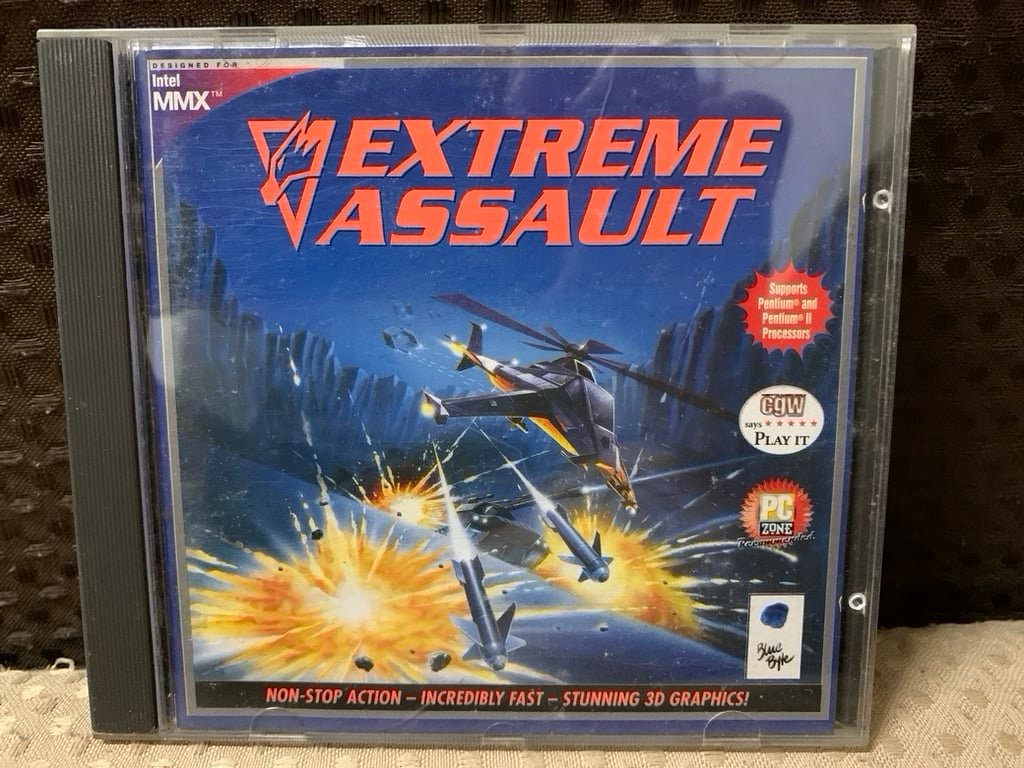 DESIGNED FOR
Intel
MMX™
EXTREME
ASSAULT
Supports
Pentium® and
Pentium® II
Processors
CGW
says ★★★★★
PLAY IT
PC
ZONE
Recommended
Blue
Byte
NON-STOP ACTION – INCREDIBLY FAST – STUNNING 3D GRAPHICS!